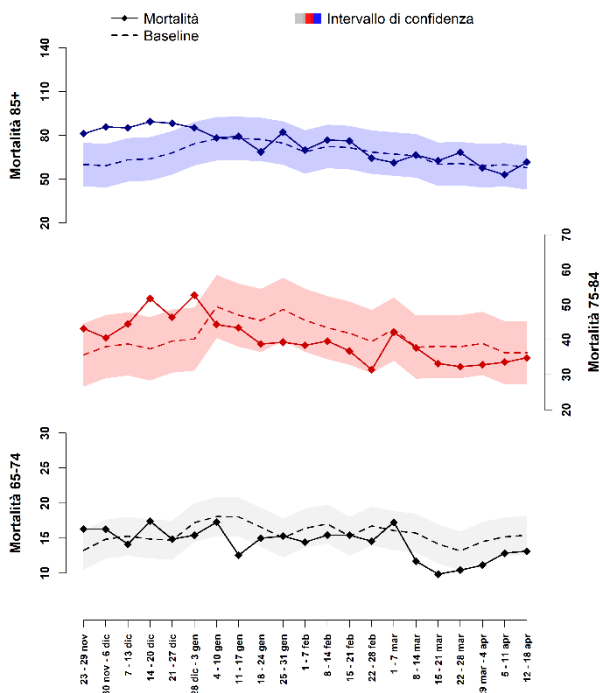 Mortalità
Baseline
Intervallo di confidenza
Mortalità 85+
140
110
80
50
20
Mortalità 75-84
70
60
50
40
30
20
Mortalità 65-74
30
25
20
15
10
23 - 29 nov
30 nov - 6 dic
7 - 13 dic
14 - 20 dic
21 - 27 dic
28 dic - 3 gen
4 - 10 gen
11 - 17 gen
18 - 24 gen
25 - 31 gen
1 - 7 feb
8 - 14 feb
15 - 21 feb
22 - 28 feb
1 - 7 mar
8 - 14 mar
15 - 21 mar
22 - 28 mar
29 mar - 4 apr
5 - 11 apr
12 - 18 apr